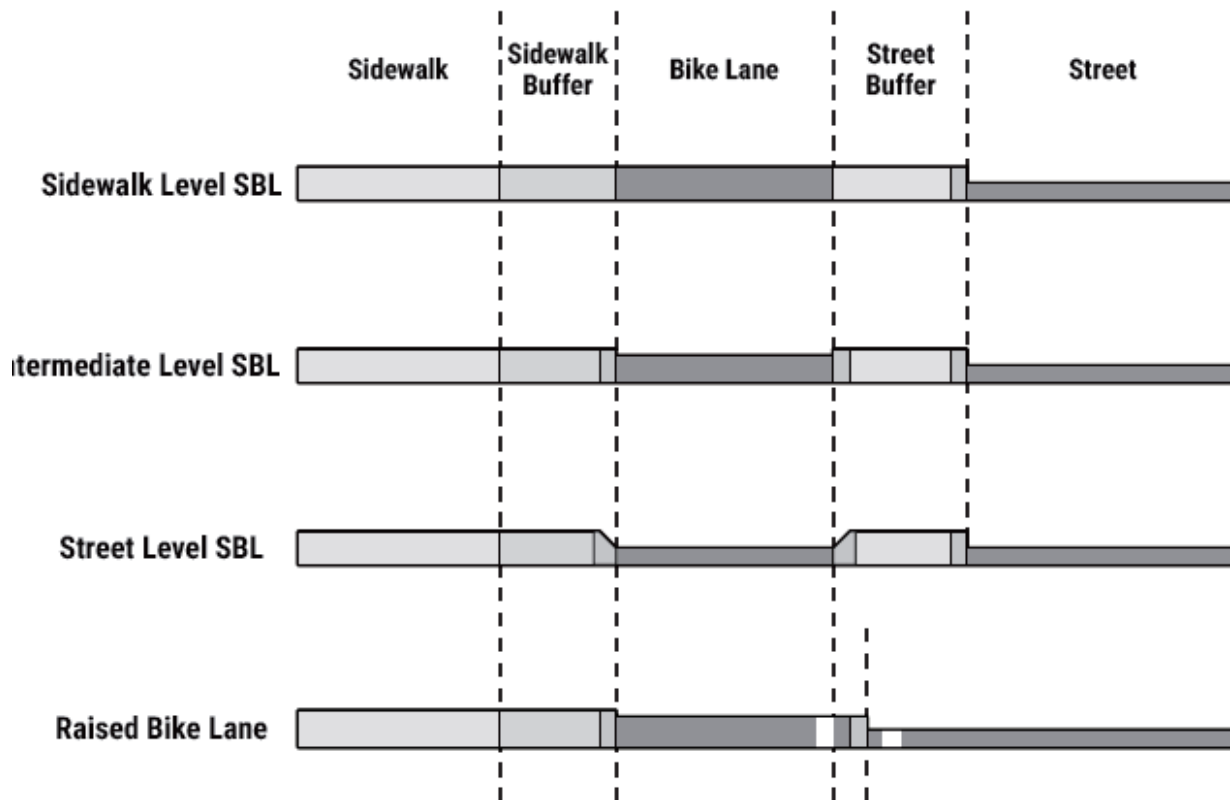 Sidewalk
Sidewalk
Buffer
Bike Lane
Street
Buffer
Street
Sidewalk Level SBL
ntermediate Level SBL
Street Level SBL
Raised Bike Lane